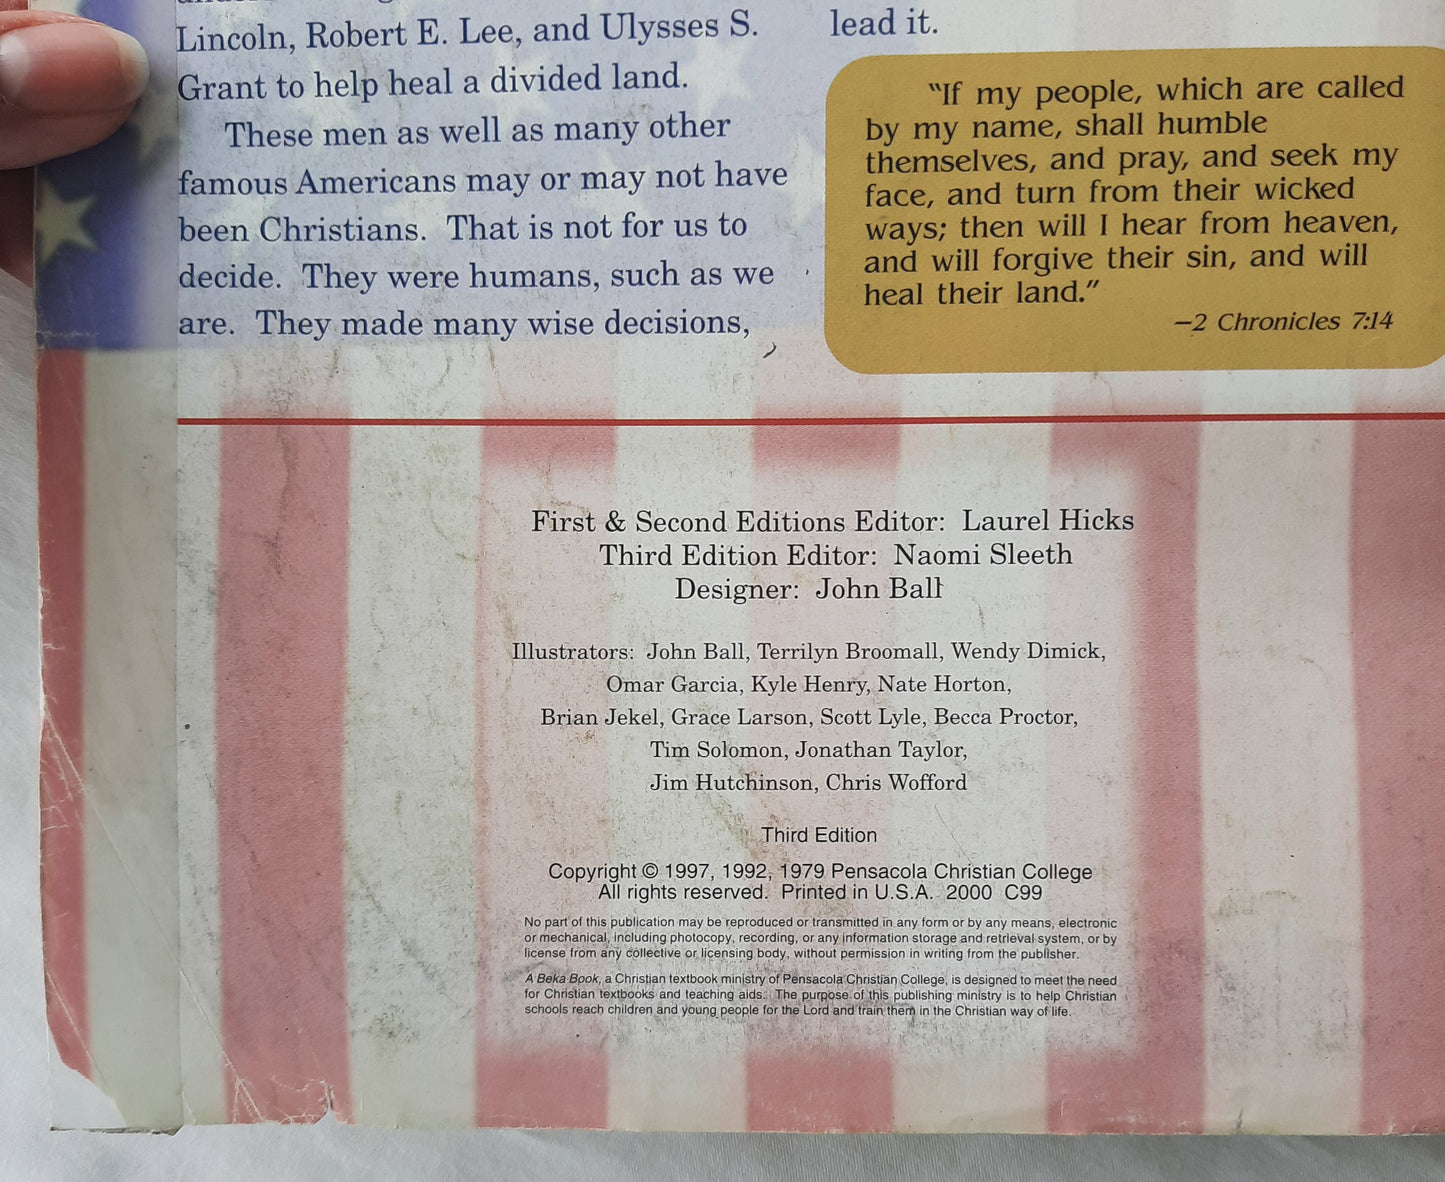 Lincoln, Robert E. Lee, and Ulysses S.
Grant to help heal a divided land.
These men as well as many other
famous Americans may or may not have
been Christians. That is not for us to
decide. They were humans, such as we
are. They made many wise decisions,
lead it.
"If my people, which are called
by my name, shall humble
themselves, and pray, and seek my
face, and turn from their wicked
ways; then will I hear from heaven,
and will forgive their sin, and will
heal their land."
—2 Chronicles 7:14
First & Second Editions Editor: Laurel Hicks
Third Edition Editor: Naomi Sleeth
Designer: John Ball
Illustrators: John Ball, Terrilyn Broomall, Wendy Dimick,
Omar Garcia, Kyle Henry, Nate Horton,
Brian Jekel, Grace Larson, Scott Lyle, Becca Proctor,
Tim Solomon, Jonathan Taylor,
Jim Hutchinson, Chris Wofford
Third Edition
Copyright © 1997, 1992, 1979 Pensacola Christian College
All rights reserved. Printed in U.S.A. 2000 C99
No part of this publication may be reproduced or transmitted in any form or by any means, electronic
or mechanical, including photocopy, recording, or any information storage and retrieval system, or by
license from any collective or licensing body, without permission in writing from the publisher.
A Beka Book, a Christian textbook ministry of Pensacola Christian College, is designed to meet the need
for Christian textbooks and teaching aids. The purpose of this publishing ministry is to help Christian
schools reach children and young people for the Lord and train them in the Christian way of life.